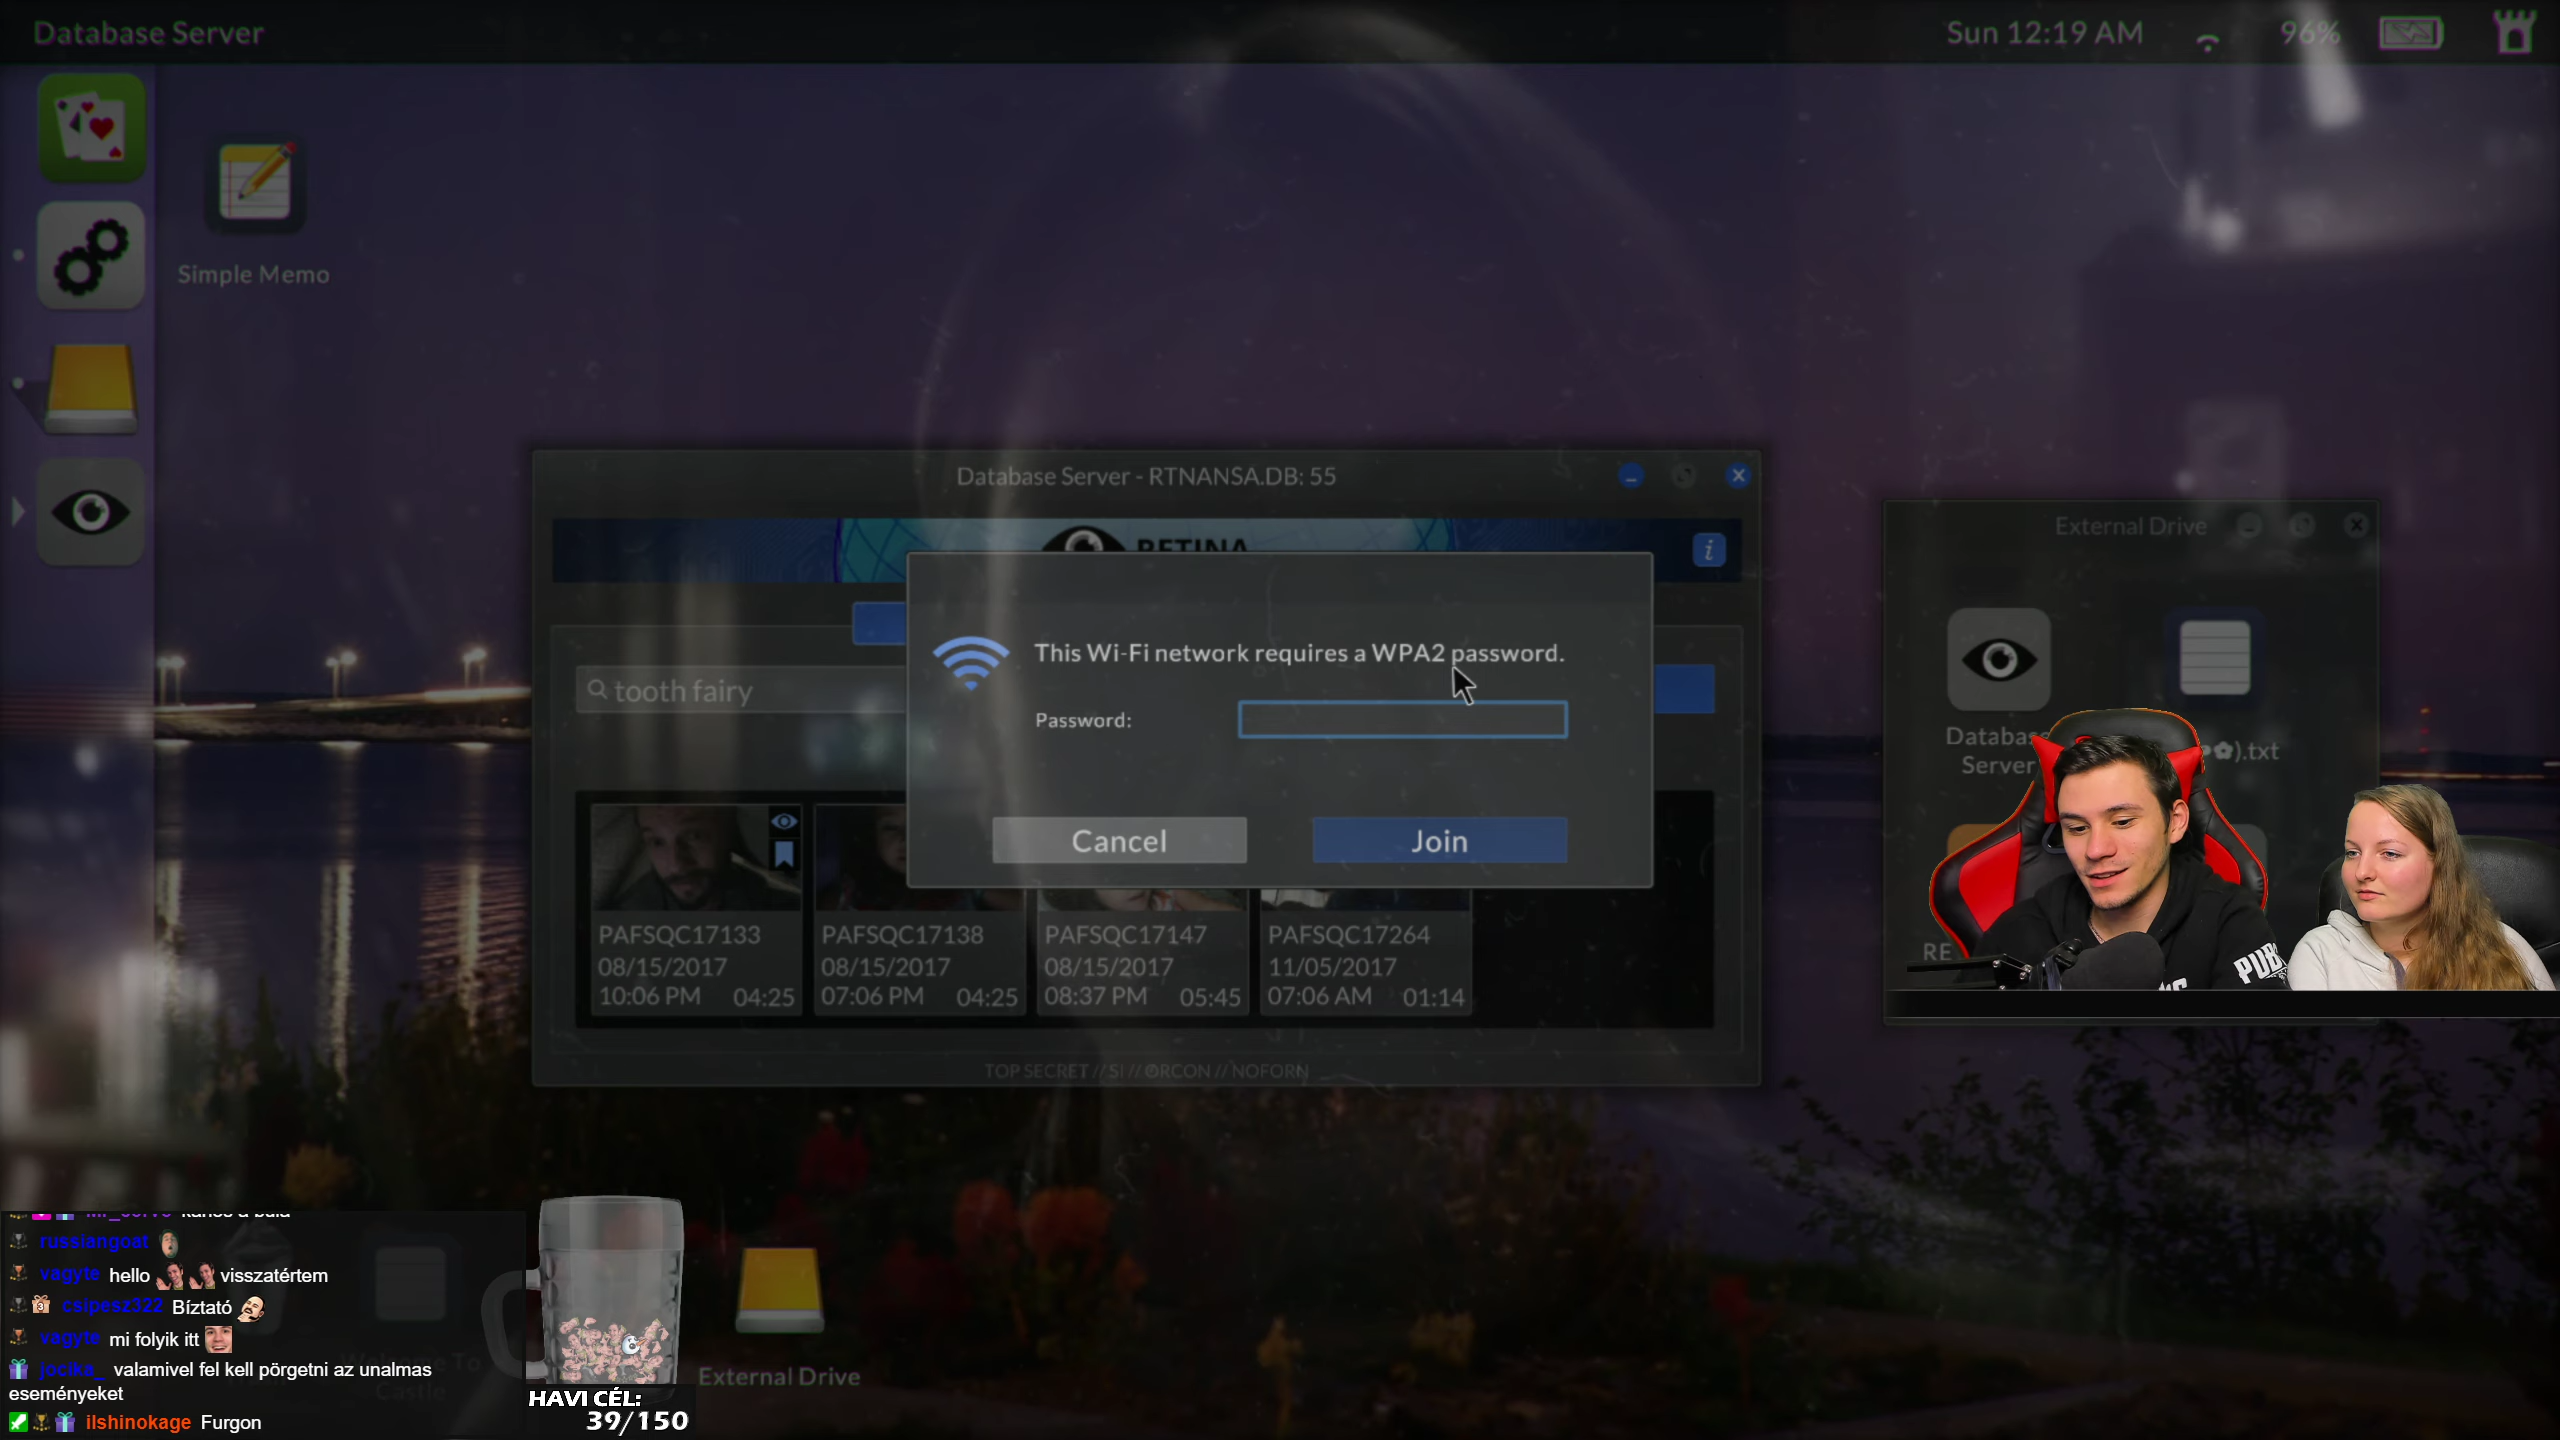 Database Server
Sun 12:19 AM
96%
Simple Memo
Database Server - RTNANSA.DB: 55
RETINA
i
External Drive
This Wi-Fi network requires a WPA2 password.
tooth fairy
Password:
Cancel
Join
Database
Server
).txt
RE
PAFSQC17133
08/15/2017
10:06 PM 04:25
PAFSQC17138
08/15/2017
07:06 PM 04:25
PAFSQC17147
08/15/2017
08:37 PM 05:45
PAFSQC17264
11/05/2017
07:06 AM 01:14
TOP SECRET // SI // ORCON // NOFORN
russiangoat
vagyte hello visszatértem
csipesz322 Bíztató
vagyte mi folyik itt
jocika_ valamivel fel kell pörgetni az unalmas
eseményeket
ilshinokage Furgon
HAVI CÉL:
39/150
External Drive